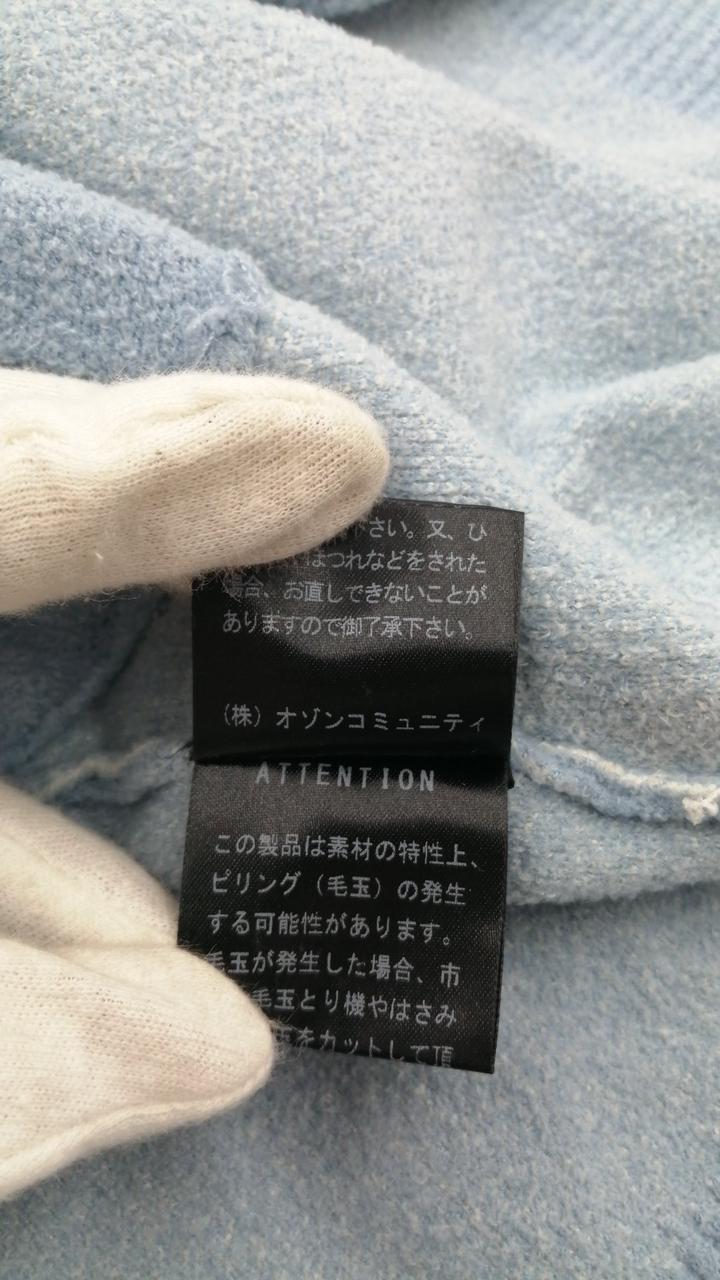 下さい。又、ひ
ほつれなどをされた
場合、お直しできないことが
ありますので御了承下さい。
(株) オゾンコミュニティ
ATTENTION
この製品は素材の特性上、
ピリング (毛玉) の発生
する可能性があります。
毛玉が発生した場合、市
毛玉とり機やはさみ
をカットして頂